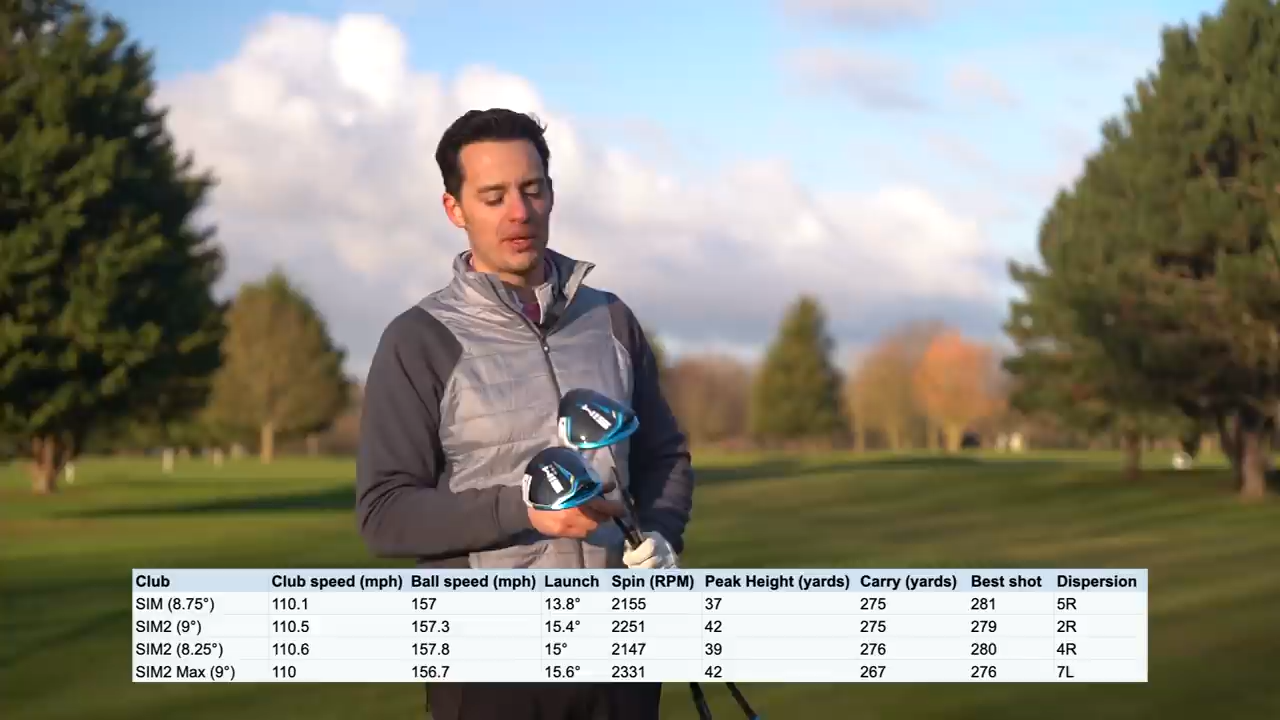 SIM
SIM
Club Club speed (mph) Ball speed (mph) Launch Spin (RPM) Peak Height (yards) Carry (yards) Best shot Dispersion
SIM (8.75°) 110.1 157 13.8° 2155 37 275 281 5R
SIM2 (9°) 110.5 157.3 15.4° 2251 42 275 279 2R
SIM2 (8.25°) 110.6 157.8 15° 2147 39 276 280 4R
SIM2 Max (9°) 110 156.7 15.6° 2331 42 267 276 7L